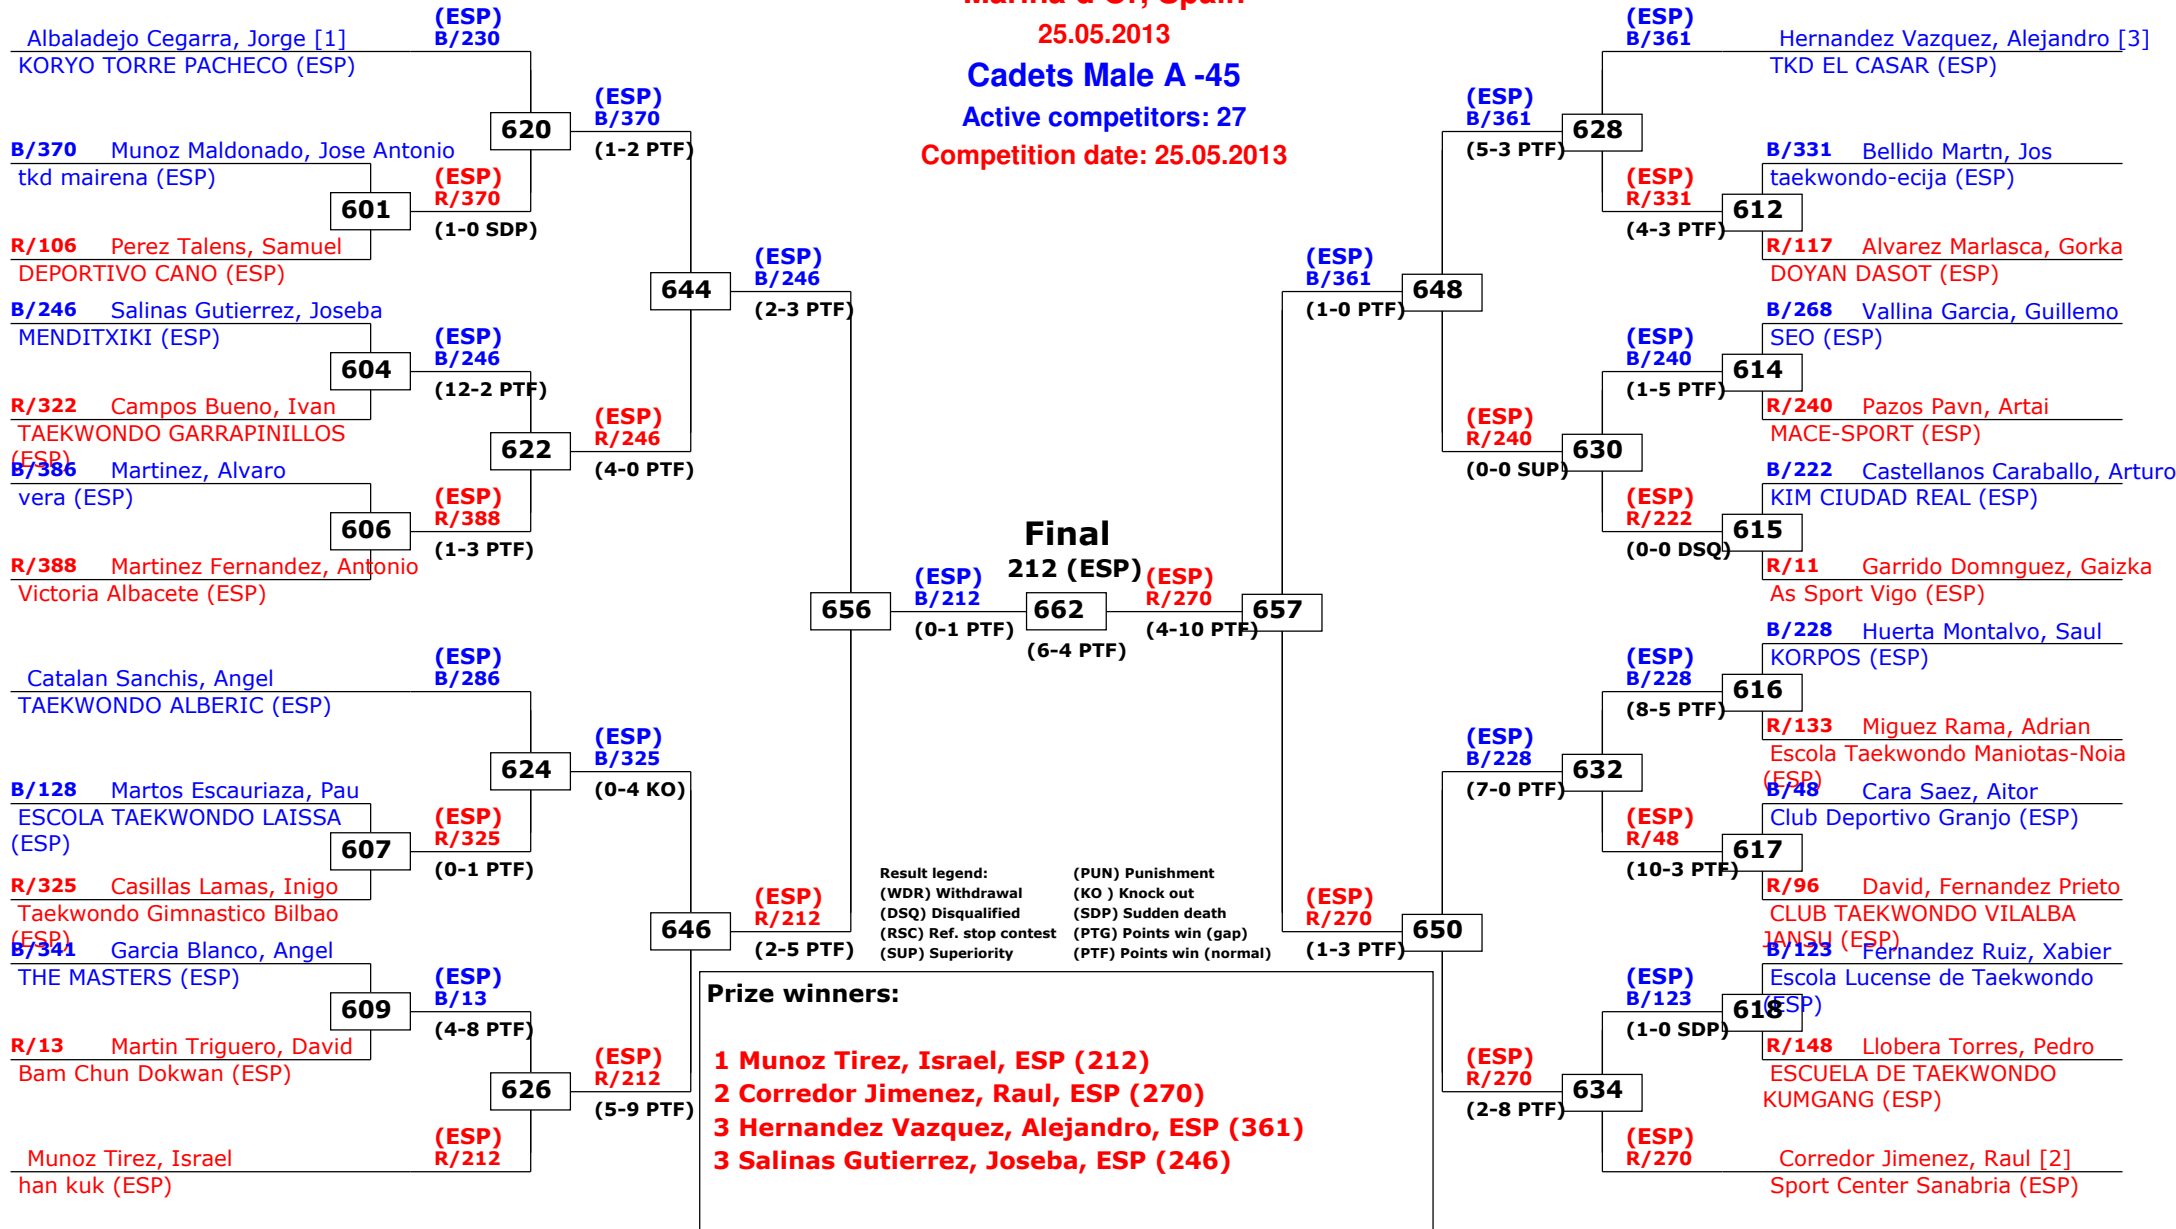 Marina d'Or, Spain
25.05.2013
Cadets Male A -45
Active competitors: 27
Competition date: 25.05.2013
(ESP)
Albaladejo Cegarra, Jorge [1] B/230
KORYO TORRE PACHECO (ESP)
(ESP)
B/370
620
(1-2 PTF)
B/370 Munoz Maldonado, Jose Antonio
tkd mairena (ESP)
(ESP)
R/370
601
(1-0 SDP)
R/106 Perez Talens, Samuel
DEPORTIVO CANO (ESP)
(ESP)
B/246
644
(2-3 PTF)
B/246 Salinas Gutierrez, Joseba
MENDITXIKI (ESP)
(ESP)
B/246
604
(12-2 PTF)
R/322 Campos Bueno, Ivan
TAEKWONDO GARRAPINILLOS
(ESP)
(ESP)
R/246
622
(4-0 PTF)
B/386 Martinez, Alvaro
vera (ESP)
(ESP)
R/388
606
(1-3 PTF)
R/388 Martinez Fernandez, Antonio
Victoria Albacete (ESP)
656
(ESP)
B/212
(0-1 PTF)
Final
212 (ESP)
662
(6-4 PTF)
(ESP)
R/270
(4-10 PTF)
657
(ESP)
Catalan Sanchis, Angel B/286
TAEKWONDO ALBERIC (ESP)
(ESP)
B/325
624
(0-4 KO)
B/128 Martos Escauriaza, Pau
ESCOLA TAEKWONDO LAISSA
(ESP)
(ESP)
R/325
607
(0-1 PTF)
R/325 Casillas Lamas, Inigo
Taekwondo Gimnastico Bilbao
(ESP)
(ESP)
R/212
646
(2-5 PTF)
B/341 Garcia Blanco, Angel
THE MASTERS (ESP)
(ESP)
B/13
609
(4-8 PTF)
R/13 Martin Triguero, David
Bam Chun Dokwan (ESP)
(ESP)
R/212
626
(5-9 PTF)
(ESP)
Munoz Tirez, Israel R/212
han kuk (ESP)
(ESP)
B/361 Hernandez Vazquez, Alejandro [3]
TKD EL CASAR (ESP)
(ESP)
B/361
628
(5-3 PTF)
B/331 Bellido Martn, Jos
taekwondo-ecija (ESP)
(ESP)
R/331
612
(4-3 PTF)
R/117 Alvarez Marlasca, Gorka
DOYAN DASOT (ESP)
(ESP)
B/361
648
(1-0 PTF)
B/268 Vallina Garcia, Guillemo
SEO (ESP)
(ESP)
B/240
614
(1-5 PTF)
R/240 Pazos Pavn, Artai
MACE-SPORT (ESP)
(ESP)
R/240
630
(0-0 SUP)
B/222 Castellanos Caraballo, Arturo
KIM CIUDAD REAL (ESP)
(ESP)
R/222
615
(0-0 DSQ)
R/11 Garrido Domnguez, Gaizka
As Sport Vigo (ESP)
B/228 Huerta Montalvo, Saul
KORPOS (ESP)
(ESP)
B/228
616
(8-5 PTF)
R/133 Miguez Rama, Adrian
Escola Taekwondo Maniotas-Noia
(ESP)
(ESP)
B/228
632
(7-0 PTF)
B/48 Cara Saez, Aitor
Club Deportivo Granjo (ESP)
(ESP)
R/48
617
(10-3 PTF)
R/96 David, Fernandez Prieto
CLUB TAEKWONDO VILALBA
JANSU (ESP)
(ESP)
R/270
650
(1-3 PTF)
B/123 Fernandez Ruiz, Xabier
Escola Lucense de Taekwondo
(ESP)
(ESP)
B/123
618
(1-0 SDP)
R/148 Llobera Torres, Pedro
ESCUELA DE TAEKWONDO
KUMGANG (ESP)
(ESP)
R/270
634
(2-8 PTF)
(ESP)
R/270 Corredor Jimenez, Raul [2]
Sport Center Sanabria (ESP)
Result legend: (PUN) Punishment
(WDR) Withdrawal (KO ) Knock out
(DSQ) Disqualified (SDP) Sudden death
(RSC) Ref. stop contest (PTG) Points win (gap)
(SUP) Superiority (PTF) Points win (normal)
Prize winners:
1 Munoz Tirez, Israel, ESP (212)
2 Corredor Jimenez, Raul, ESP (270)
3 Hernandez Vazquez, Alejandro, ESP (361)
3 Salinas Gutierrez, Joseba, ESP (246)